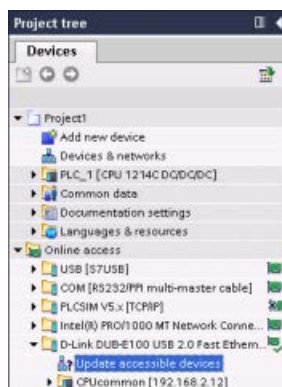 Project tree
Devices
Project1
Add new device
Devices & networks
PLC_1 [CPU 1214C DC/DC/DC]
Common data
Documentation settings
Languages & resources
Online access
USB [S7USB]
COM [RS232/PPI multi-master cable]
PLCSIM V5.x [TCP/IP]
Intel(R) PRO/1000 MT Network Conne...
D-Link DUB-E100 USB 2.0 Fast Ethern...
Update accessible devices
CPUcommon [192.168.2.12]